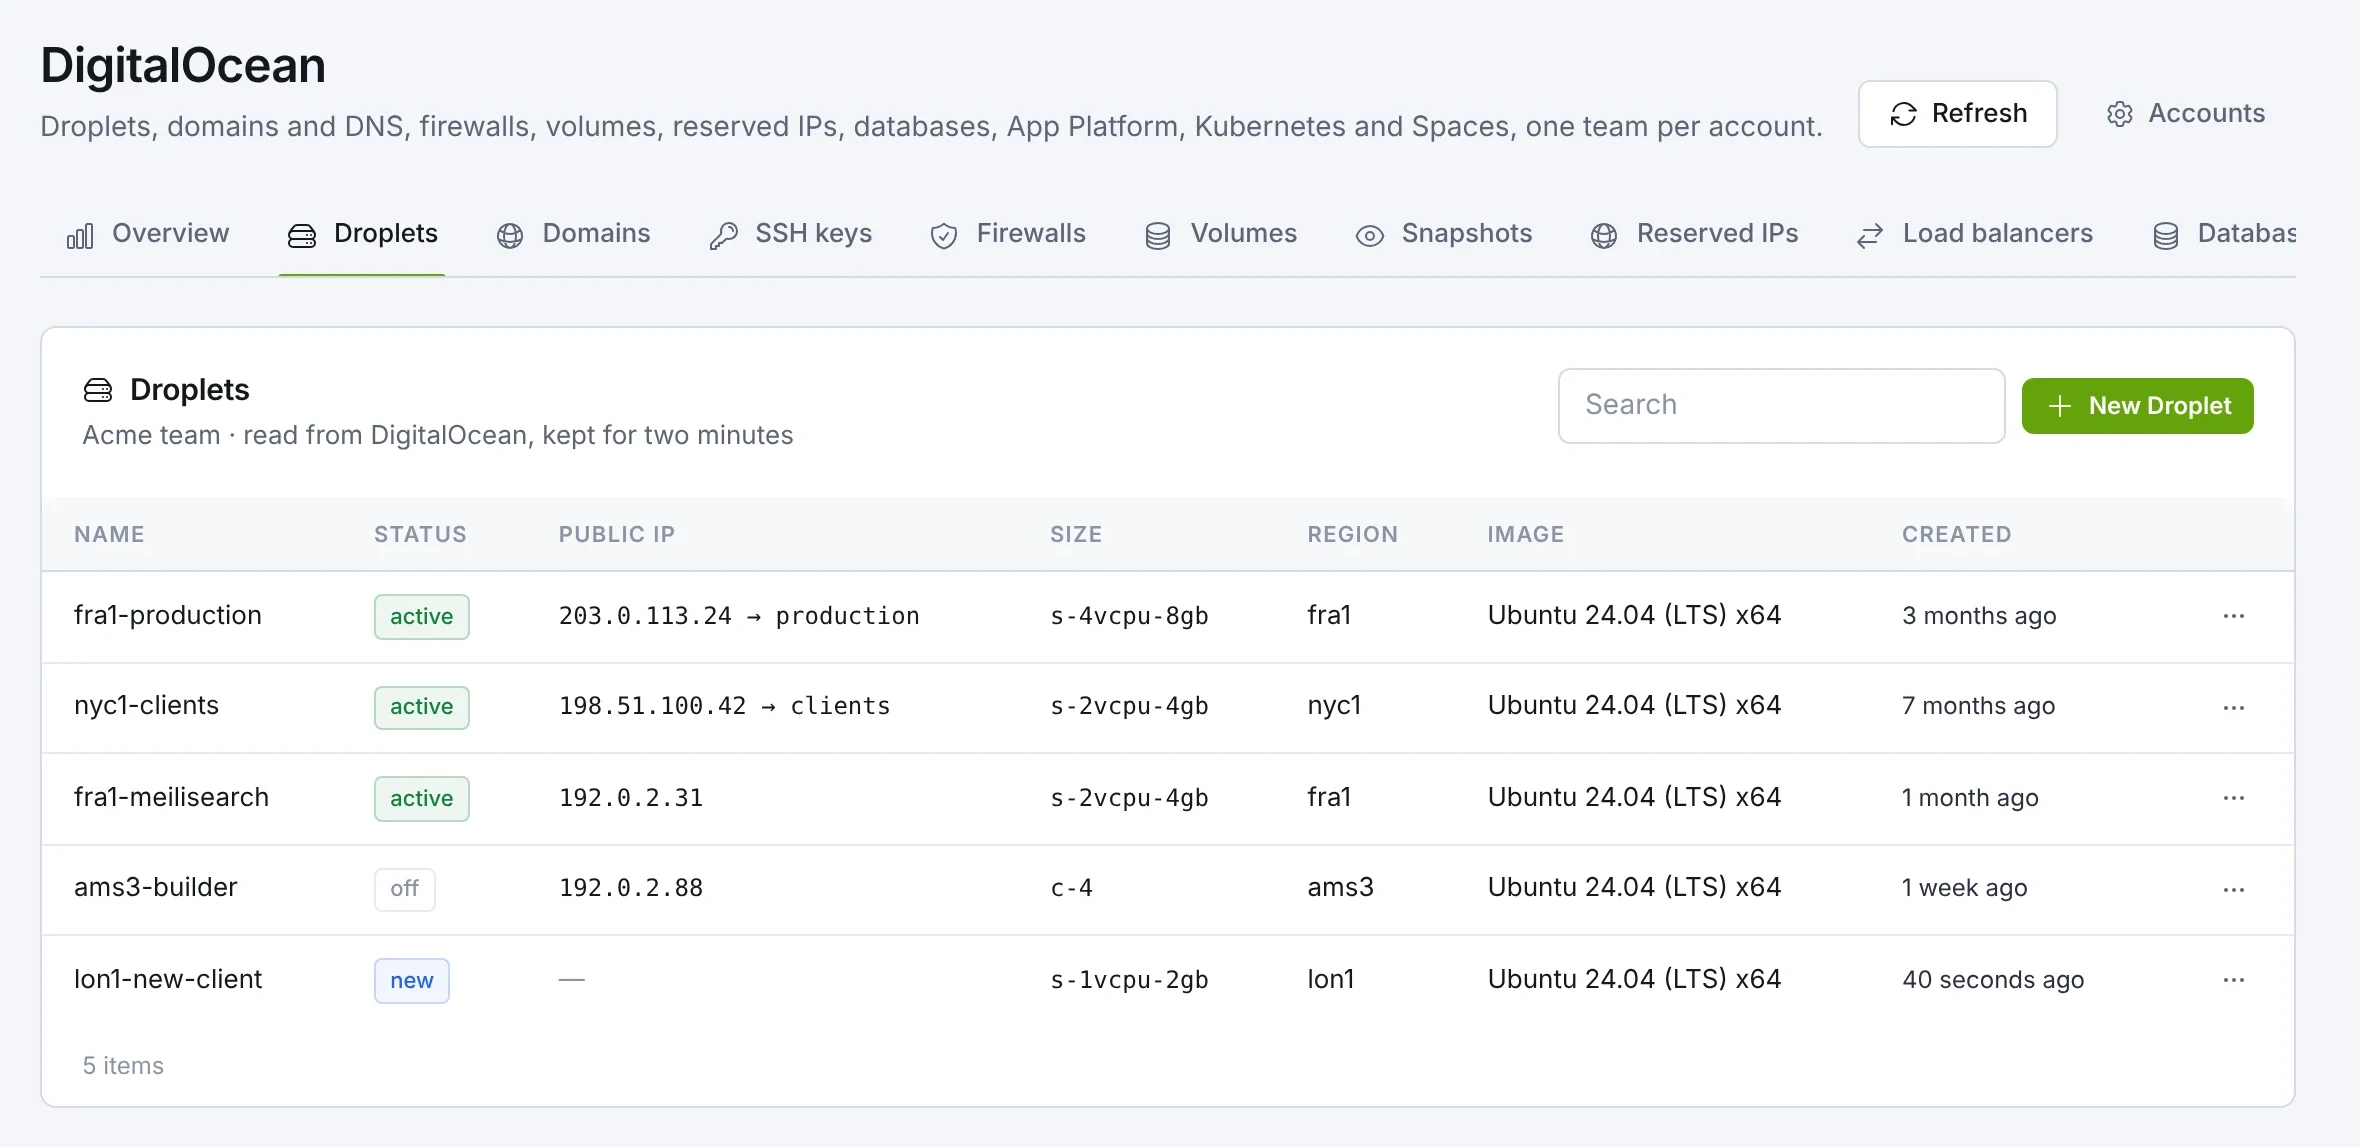 DigitalOcean
Droplets, domains and DNS, firewalls, volumes, reserved IPs, databases, App Platform, Kubernetes and Spaces, one team per account.
Refresh
Accounts
Overview
Droplets
Domains
SSH keys
Firewalls
Volumes
Snapshots
Reserved IPs
Load balancers
Databas
Droplets
Acme team · read from DigitalOcean, kept for two minutes
Search
New Droplet
NAME STATUS PUBLIC IP SIZE REGION IMAGE CREATED
fra1-production active 203.0.113.24 → production s-4vcpu-8gb fra1 Ubuntu 24.04 (LTS) x64 3 months ago
nyc1-clients active 198.51.100.42 → clients s-2vcpu-4gb nyc1 Ubuntu 24.04 (LTS) x64 7 months ago
fra1-meilisearch active 192.0.2.31 s-2vcpu-4gb fra1 Ubuntu 24.04 (LTS) x64 1 month ago
ams3-builder off 192.0.2.88 c-4 ams3 Ubuntu 24.04 (LTS) x64 1 week ago
lon1-new-client new — s-1vcpu-2gb lon1 Ubuntu 24.04 (LTS) x64 40 seconds ago
5 items